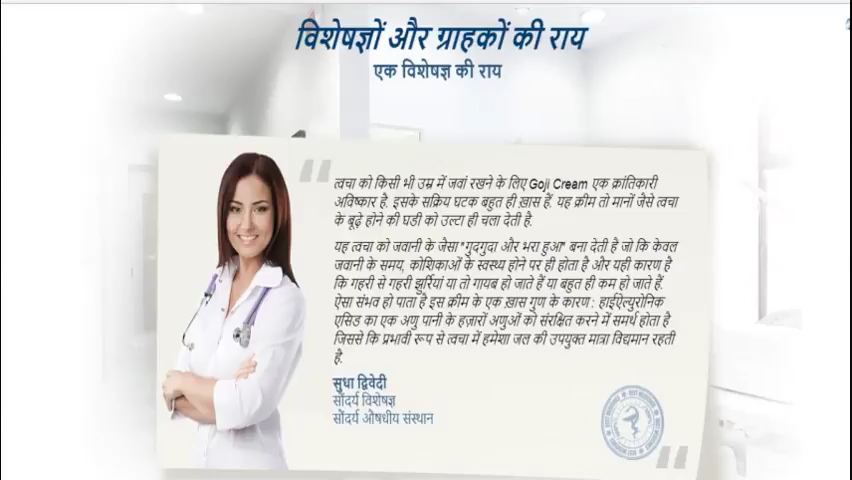 विशेषज्ञों और ग्राहकों की राय
एक विशेषज्ञ की राय
त्वचा को किसी भी उम्र में जवां रखने के लिए Goji Cream एक क्रांतिकारी
अविष्कार है. इसके सक्रिय घटक बहुत ही ख़ास हैं. यह क्रीम तो मानों जैसे त्वचा
के बूढ़े होने की घडी को उल्टा ही चला देती है.
यह त्वचा को जवानी के जैसा "गुदगुदा और भरा हुआ" बना देती है जो कि केवल
जवानी के समय, कोशिकाओं के स्वस्थ्य होने पर ही होता है और यही कारण है
कि गहरी से गहरी झुर्रियां या तो गायब हो जाते हैं या बहुत ही कम हो जाते हैं.
ऐसा संभव हो पाता है इस क्रीम के एक ख़ास गुण के कारण: हाईऐल्युरोनिक
एसिड का एक अणु पानी के हज़ारों अणुओं को संरक्षित करने में समर्थ होता है
जिससे कि प्रभावी रूप से त्वचा में हमेशा जल की उपयुक्त मात्रा विद्यमान रहती
है.
सुधा द्विवेदी
सौंदर्य विशेषज्ञ
सौंदर्य औषधीय संस्थान